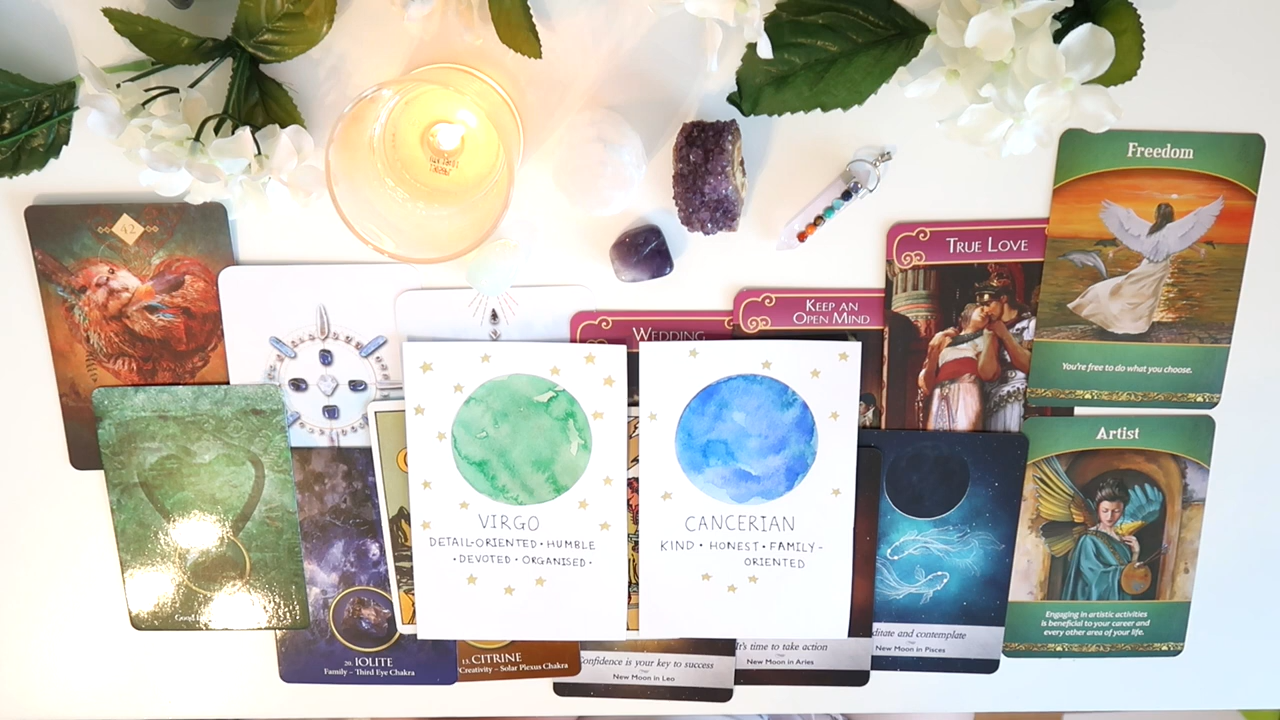 Freedom
You're free to do what you choose.
42
TRUE LOVE
KEEP AN
OPEN MIND
WEDDING
VIRGO
DETAIL-ORIENTED • HUMBLE
• DEVOTED • ORGANISED •
CANCERIAN
KIND • HONEST • FAMILY-
ORIENTED
Artist
Engaging in artistic activities
is beneficial to your career and
every other area of your life.
20. IOLITE
Family – Third Eye Chakra
13. CITRINE
Creativity – Solar Plexus Chakra
Confidence is your key to success
New Moon in Leo
It's time to take action
New Moon in Aries
ditate and contemplate
New Moon in Pisces